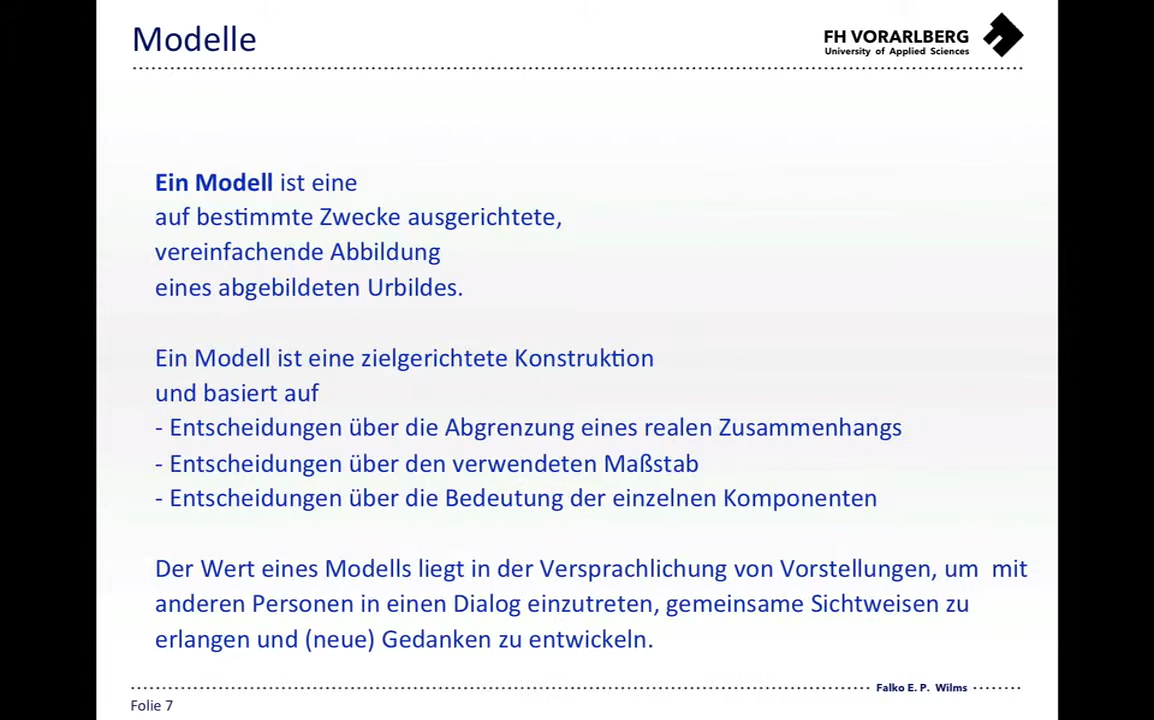 Modelle
FH VORARLBERG
University of Applied Sciences
Ein Modell ist eine
auf bestimmte Zwecke ausgerichtete,
vereinfachende Abbildung
eines abgebildeten Urbildes.
Ein Modell ist eine zielgerichtete Konstruktion
und basiert auf
- Entscheidungen über die Abgrenzung eines realen Zusammenhangs
- Entscheidungen über den verwendeten Maßstab
- Entscheidungen über die Bedeutung der einzelnen Komponenten
Der Wert eines Modells liegt in der Versprachlichung von Vorstellungen, um mit
anderen Personen in einen Dialog einzutreten, gemeinsame Sichtweisen zu
erlangen und (neue) Gedanken zu entwickeln.
Falko E. P. Wilms
Folie 7